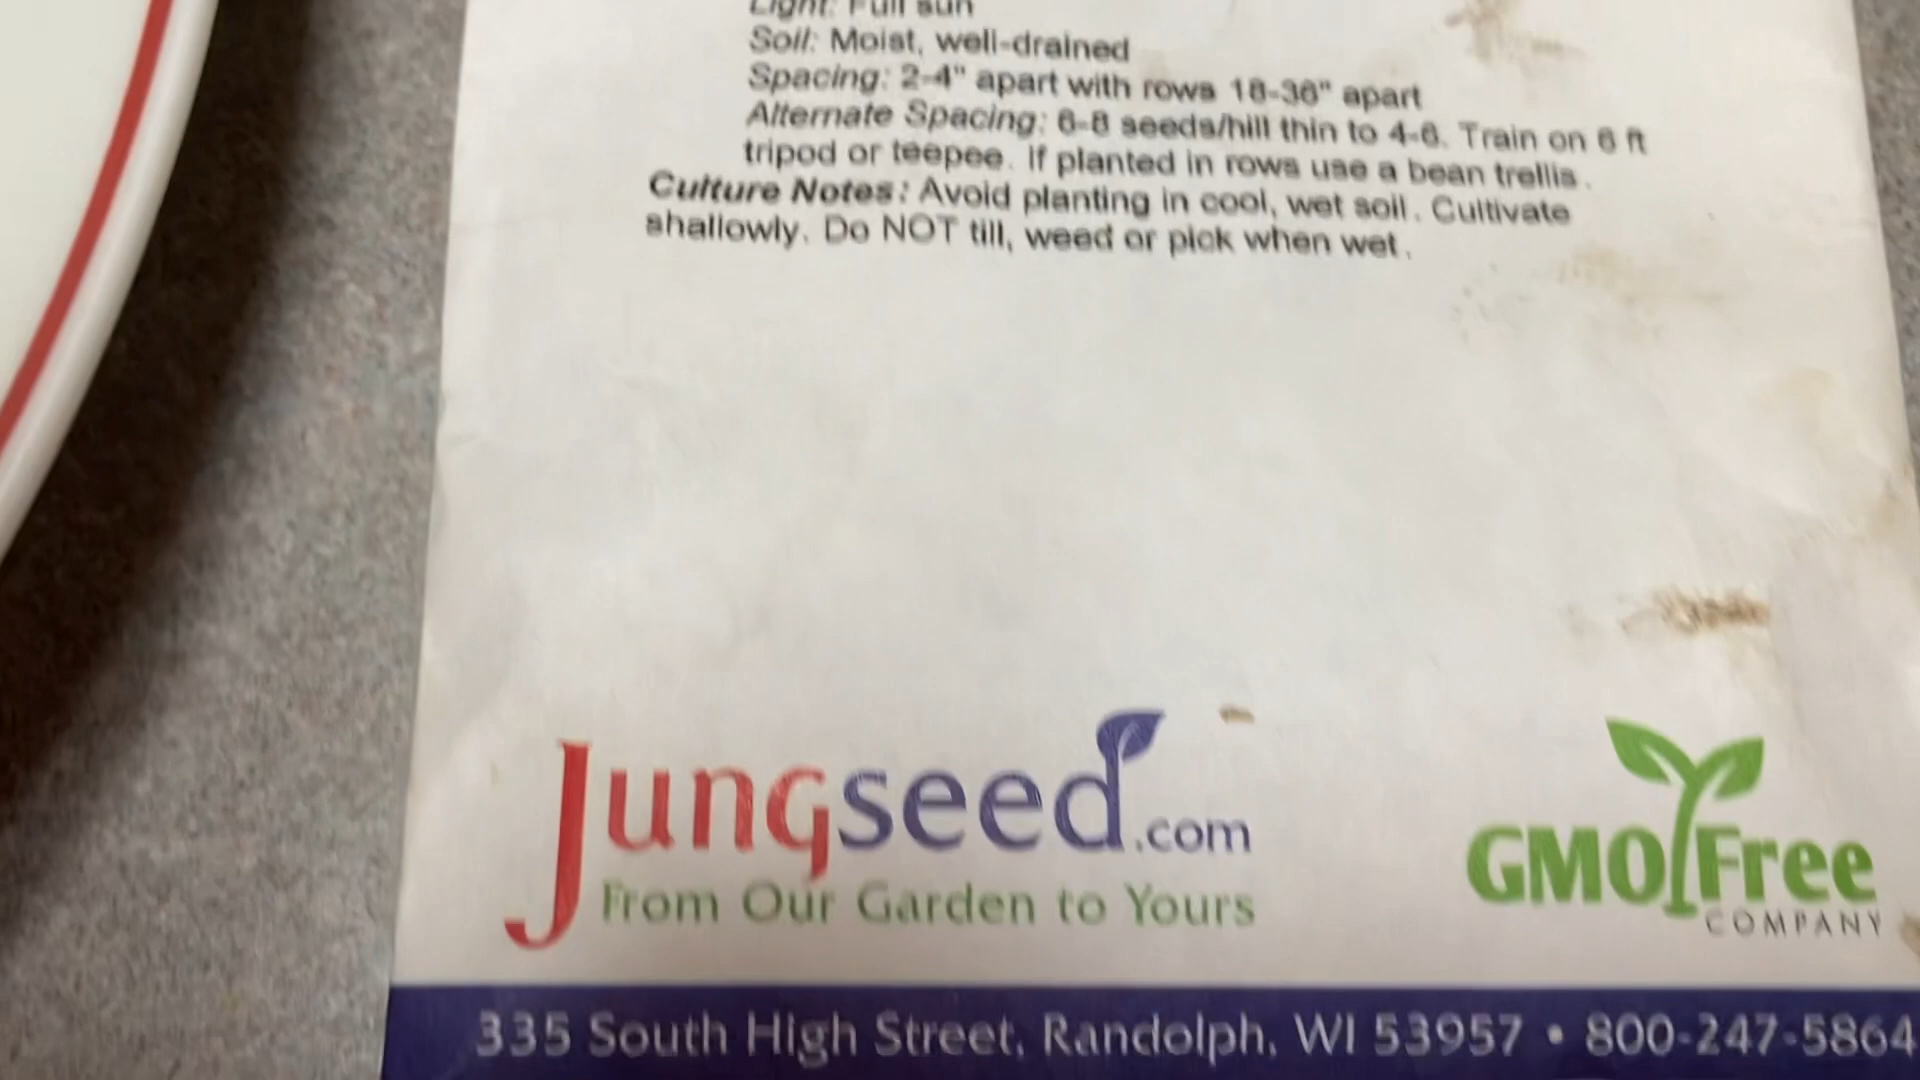 Light: Full sun
Soil: Moist, well-drained
Spacing: 2-4" apart with rows 18-36" apart
Alternate Spacing: 6-8 seeds/hill thin to 4-6. Train on 6 ft
tripod or teepee. If planted in rows use a bean trellis.
Culture Notes: Avoid planting in cool, wet soil. Cultivate
shallowly. Do NOT till, weed or pick when wet.
Jungseed.com
From Our Garden to Yours
GMO Free
COMPANY
335 South High Street, Randolph, WI 53957 • 800-247-5864